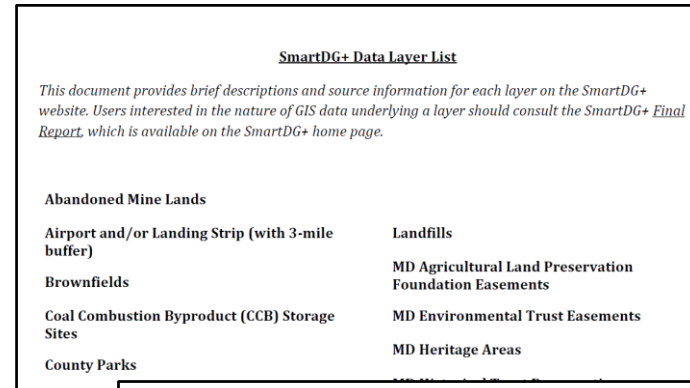 SmartDG+ Data Layer List
This document provides brief descriptions and source information for each layer on the SmartDG+
website. Users interested in the nature of GIS data underlying a layer should consult the SmartDG+ Final
Report, which is available on the SmartDG+ home page.
Abandoned Mine Lands
Airport and/or Landing Strip (with 3-mile
buffer)
Brownfields
Coal Combustion Byproduct (CCB) Storage
Sites
County Parks
Landfills
MD Agricultural Land Preservation
Foundation Easements
MD Environmental Trust Easements
MD Heritage Areas